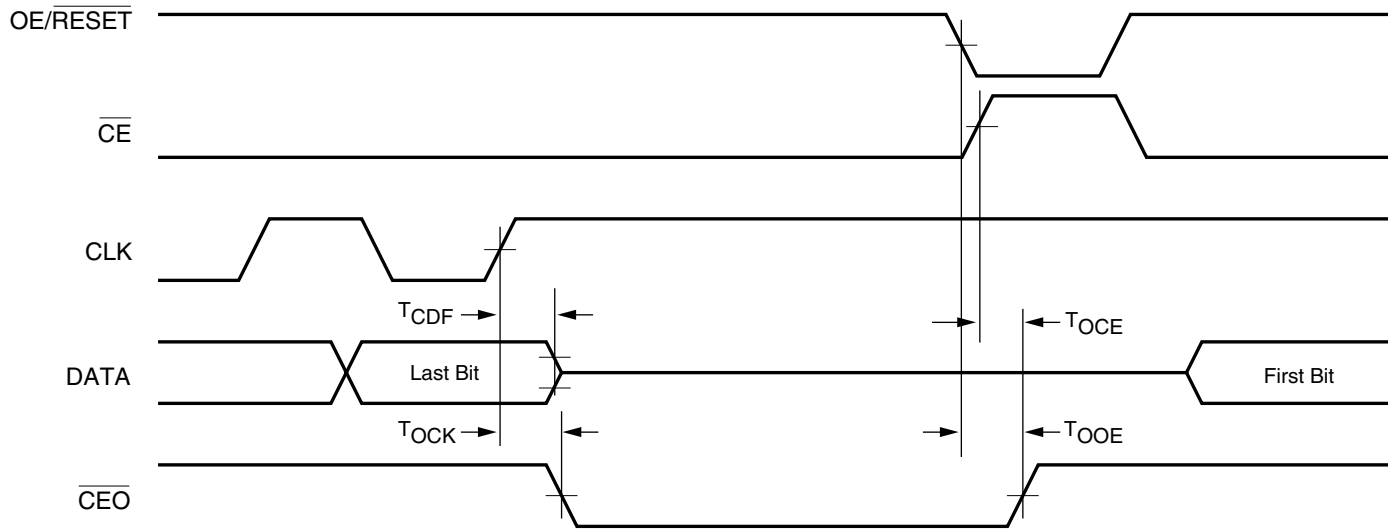 OE/RESET
CE
CLK
TCDF
TOCE
DATA
Last Bit
First Bit
TOCK
TOOE
CEO